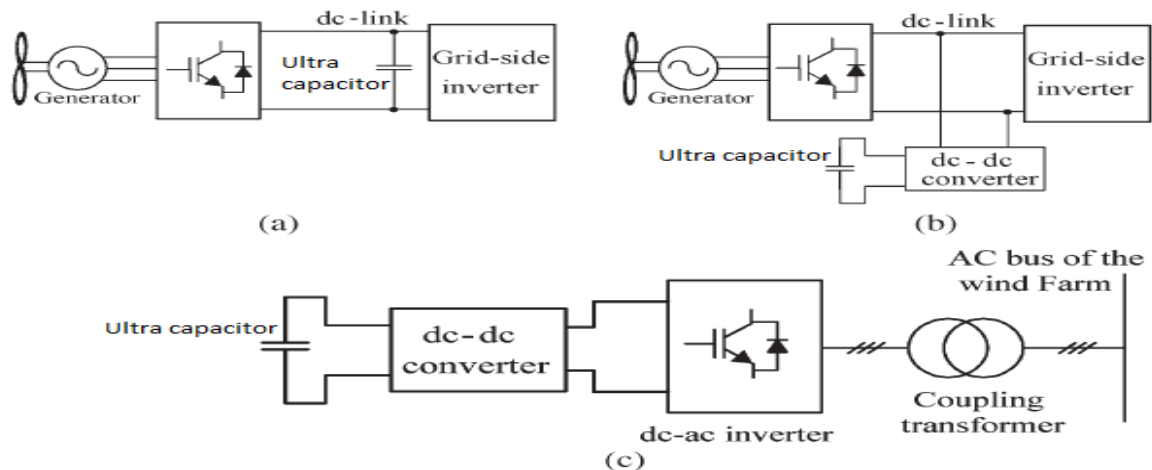 dc-link
Ultra
capacitor
Grid-side
inverter
Generator
(a)
dc-link
Grid-side
inverter
Generator
Ultra capacitor
dc - dc
converter
(b)
AC bus of the
wind Farm
Ultra capacitor
dc-dc
converter
Coupling
transformer
dc-ac inverter
(c)